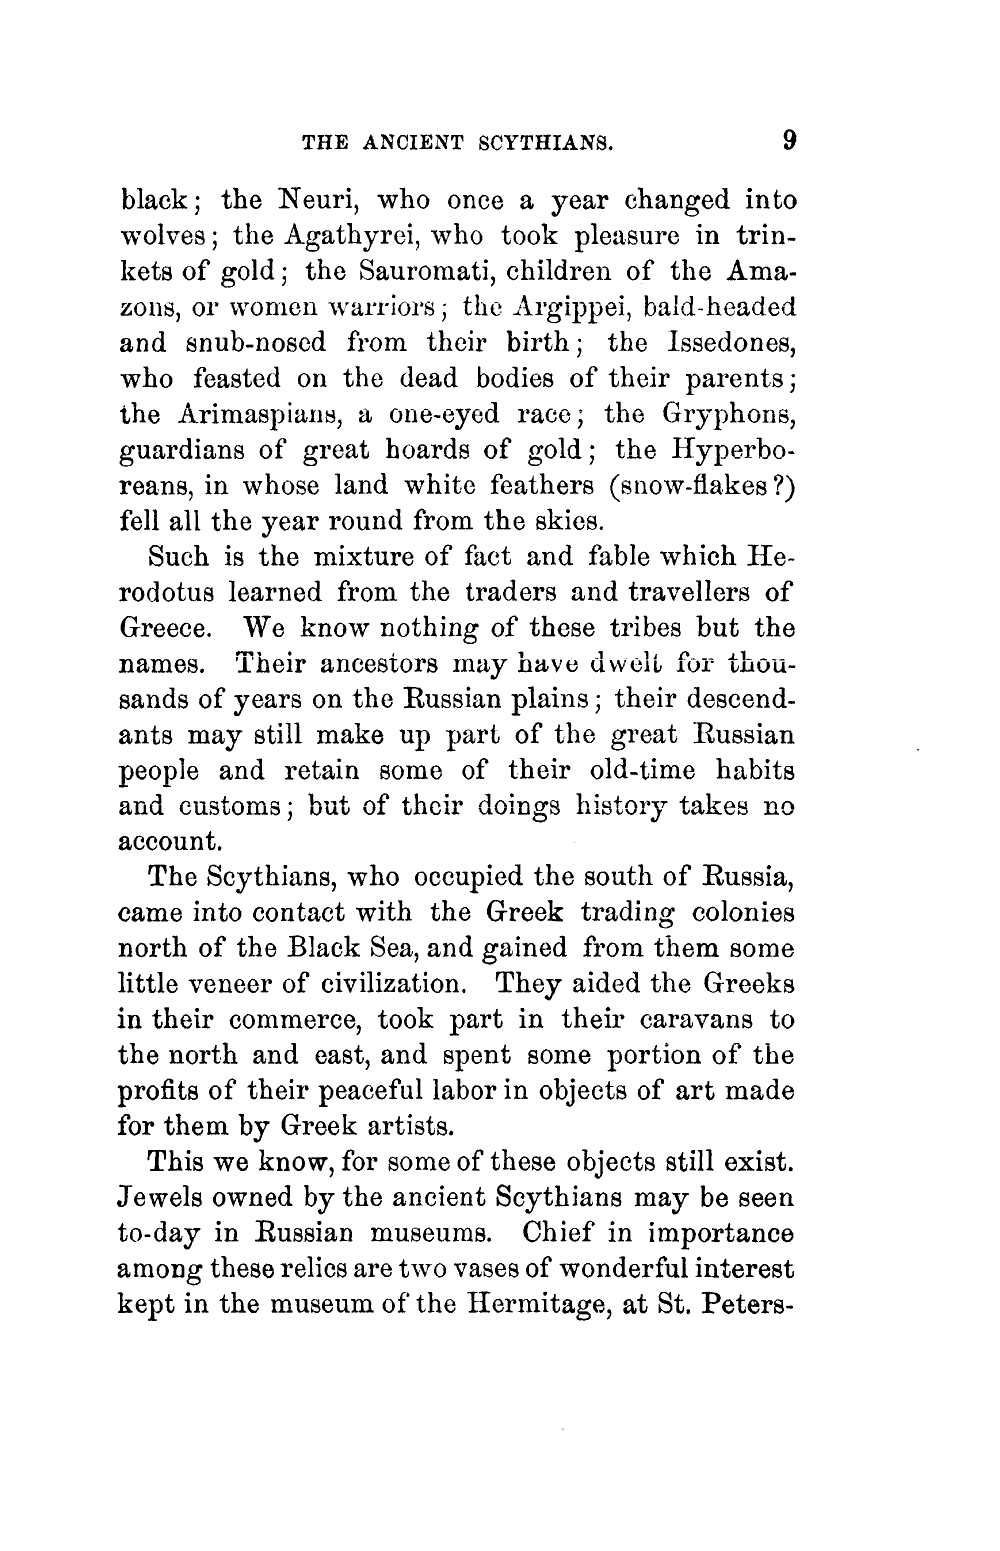 THE ANCIENT SCYTHIANS. 9
black; the Neuri, who once a year changed into
wolves; the Agathyrei, who took pleasure in trin-
kets of gold; the Sauromati, children of the Ama-
zons, or women warriors; the Argippei, bald-headed
and snub-nosed from their birth; the Issedones,
who feasted on the dead bodies of their parents;
the Arimaspians, a one-eyed race; the Gryphons,
guardians of great hoards of gold; the Hyperbo-
reans, in whose land white feathers (snow-flakes?)
fell all the year round from the skies.
Such is the mixture of fact and fable which He-
rodotus learned from the traders and travellers of
Greece. We know nothing of these tribes but the
names. Their ancestors may have dwelt for thou-
sands of years on the Russian plains; their descend-
ants may still make up part of the great Russian
people and retain some of their old-time habits
and customs; but of their doings history takes no
account.
The Scythians, who occupied the south of Russia,
came into contact with the Greek trading colonies
north of the Black Sea, and gained from them some
little veneer of civilization. They aided the Greeks
in their commerce, took part in their caravans to
the north and east, and spent some portion of the
profits of their peaceful labor in objects of art made
for them by Greek artists.
This we know, for some of these objects still exist.
Jewels owned by the ancient Scythians may be seen
to-day in Russian museums. Chief in importance
among these relics are two vases of wonderful interest
kept in the museum of the Hermitage, at St. Peters-